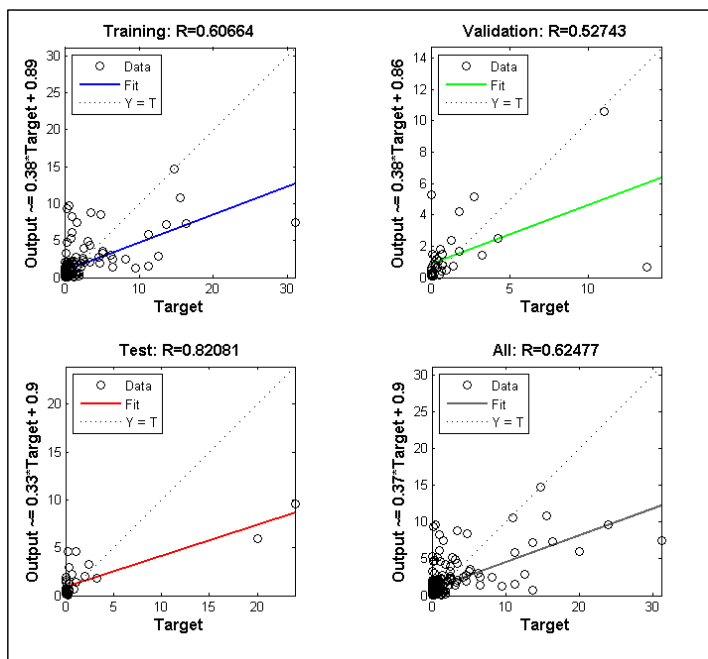 Training: R=0.60664
Output ~= 0.38*Target + 0.89
30
25
20
15
10
5
0
Data
Fit
Y = T
0
10
20
30
Target
Validation: R=0.52743
Output ~= 0.38*Target + 0.86
14
12
10
8
6
4
2
0
Data
Fit
Y = T
0
5
10
Target
Test: R=0.82081
Output ~= 0.33*Target + 0.9
20
15
10
5
0
Data
Fit
Y = T
0
5
10
15
20
Target
All: R=0.62477
Output ~= 0.37*Target + 0.9
30
25
20
15
10
5
0
Data
Fit
Y = T
0
10
20
30
Target